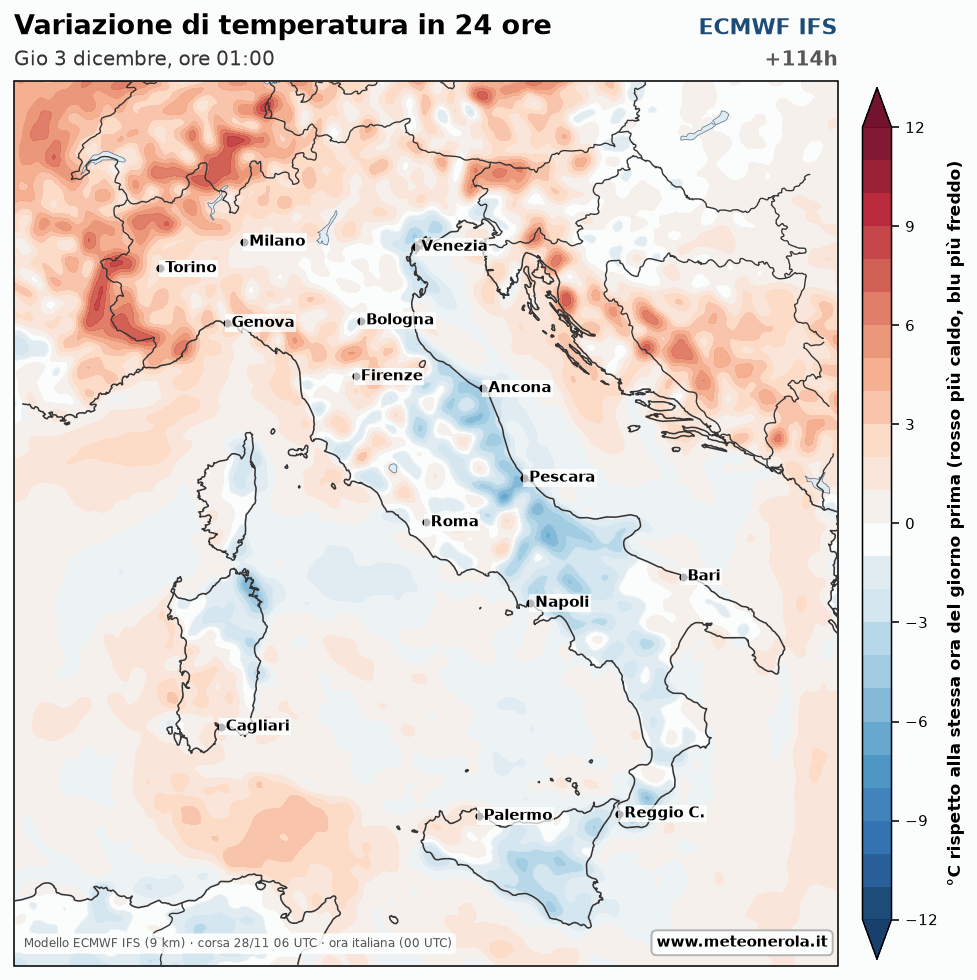 Variazione di temperatura in 24 ore
ECMWF IFS
Gio 3 dicembre, ore 01:00
+114h
Milano
Venezia
Torino
Genova
Bologna
Firenze
Ancona
Pescara
Roma
Bari
Napoli
Cagliari
Palermo
Reggio C.
12
9
6
3
0
−3
−6
−9
−12
°C rispetto alla stessa ora del giorno prima (rosso più caldo, blu più freddo)
Modello ECMWF IFS (9 km) · corsa 28/11 06 UTC · ora italiana (00 UTC)
www.meteonerola.it